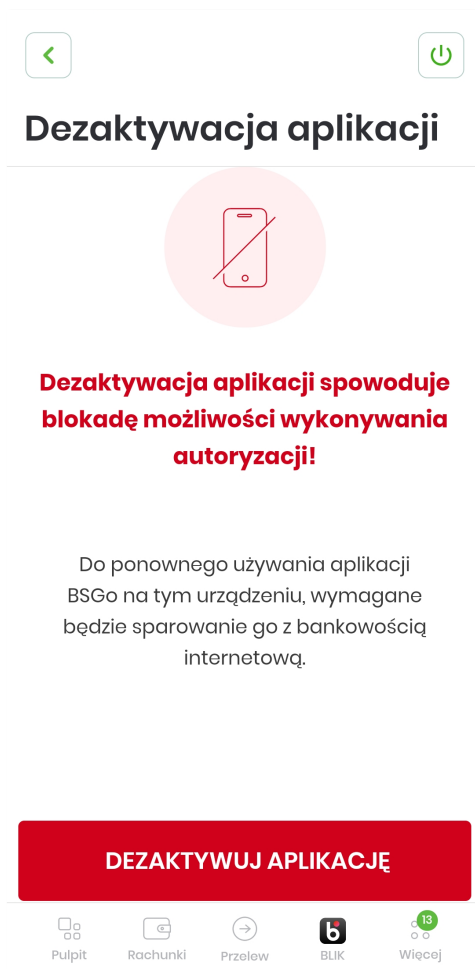 Dezaktywacja aplikacji
Dezaktywacja aplikacji spowoduje
blokadę możliwości wykonywania
autoryzacji!
Do ponownego używania aplikacji
BSGo na tym urządzeniu, wymagane
będzie sparowanie go z bankowością
internetową.
DEZAKTYWUJ APLIKACJĘ
13
Pulpit Rachunki Przelew BLIK Więcej